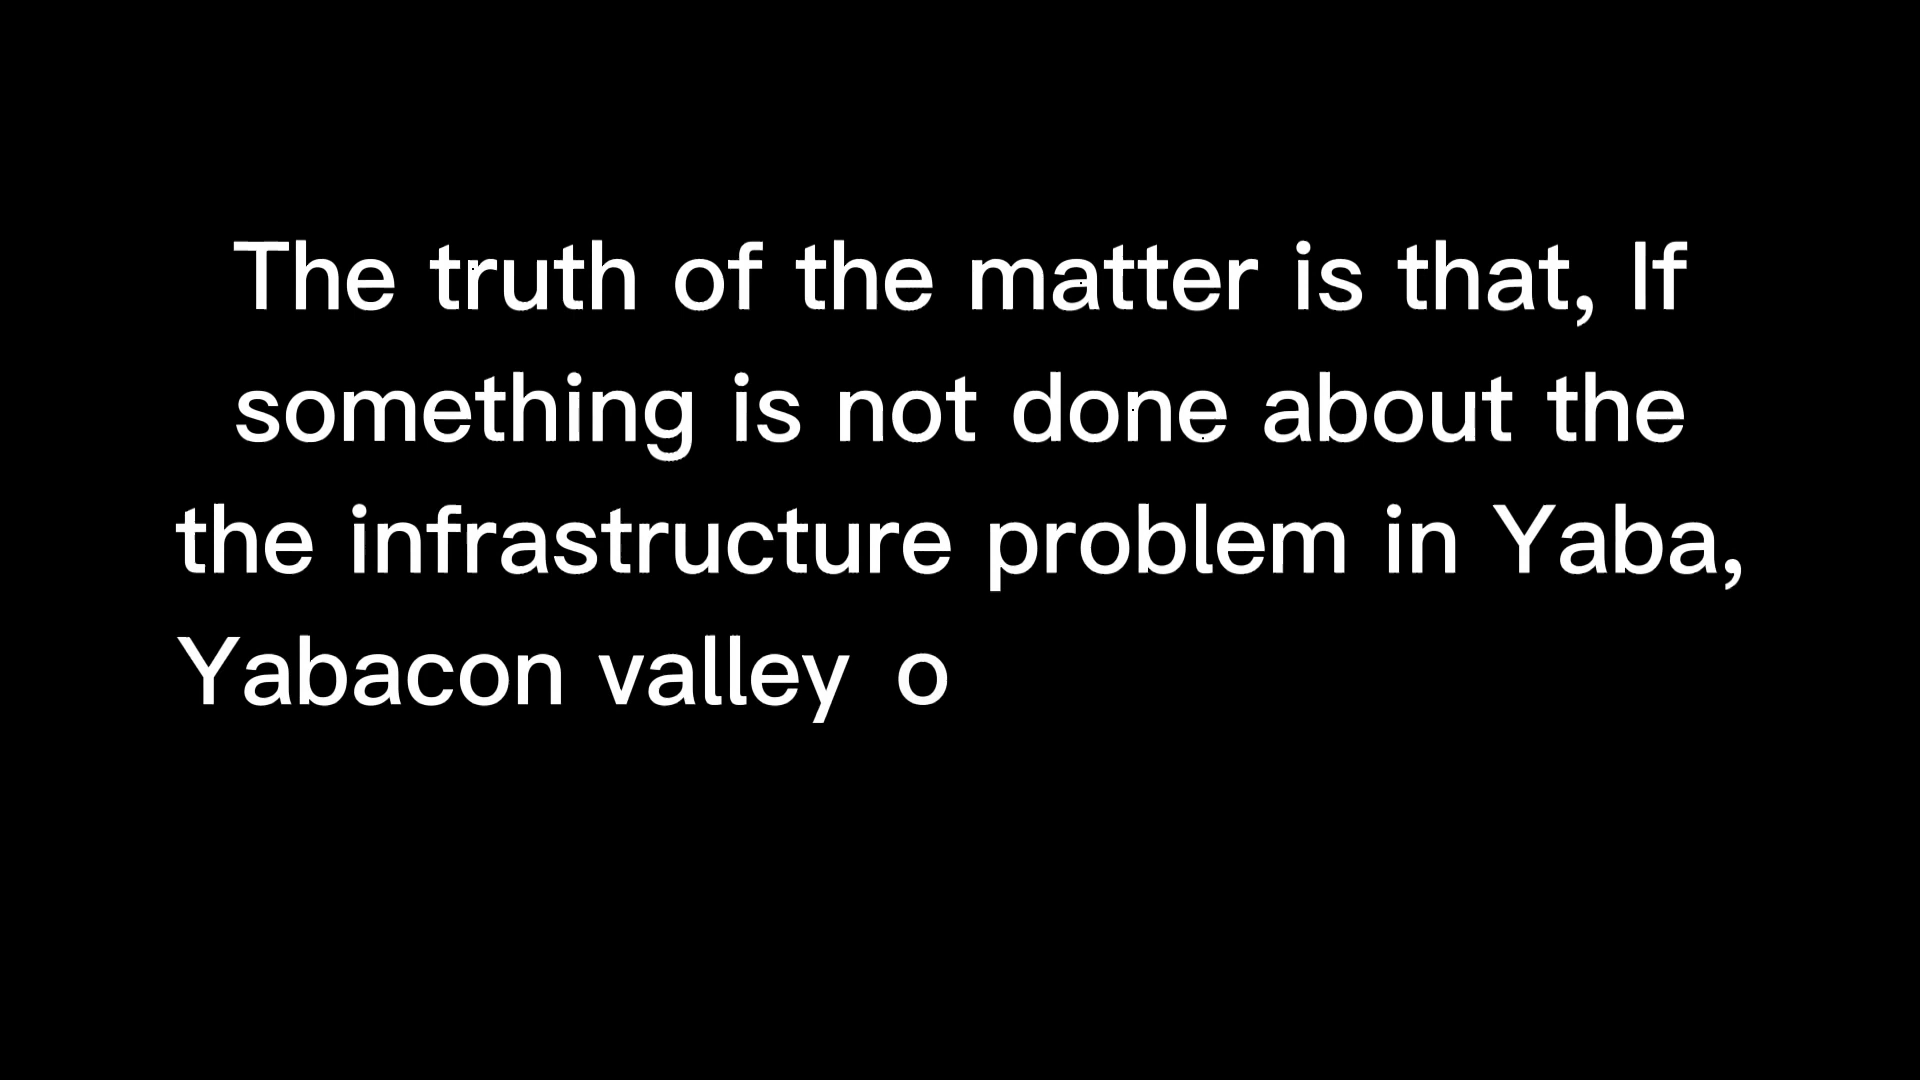 The truth of the matter is that, If
something is not done about the
the infrastructure problem in Yaba,
Yabacon valley o